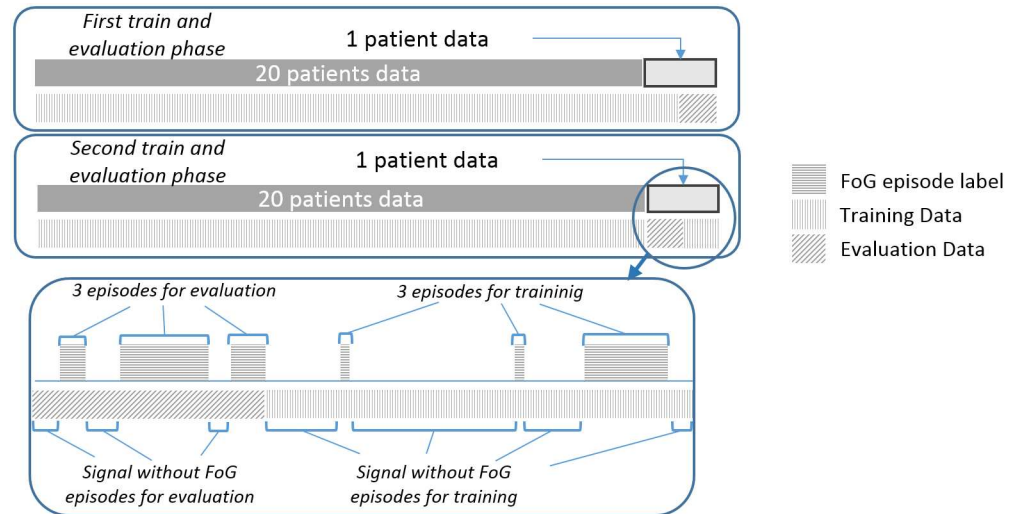 First train and
evaluation phase
1 patient data
20 patients data
Second train and
evaluation phase
1 patient data
20 patients data
FoG episode label
Training Data
Evaluation Data
3 episodes for evaluation
3 episodes for traininig
Signal without FoG
episodes for evaluation
Signal without FoG
episodes for training